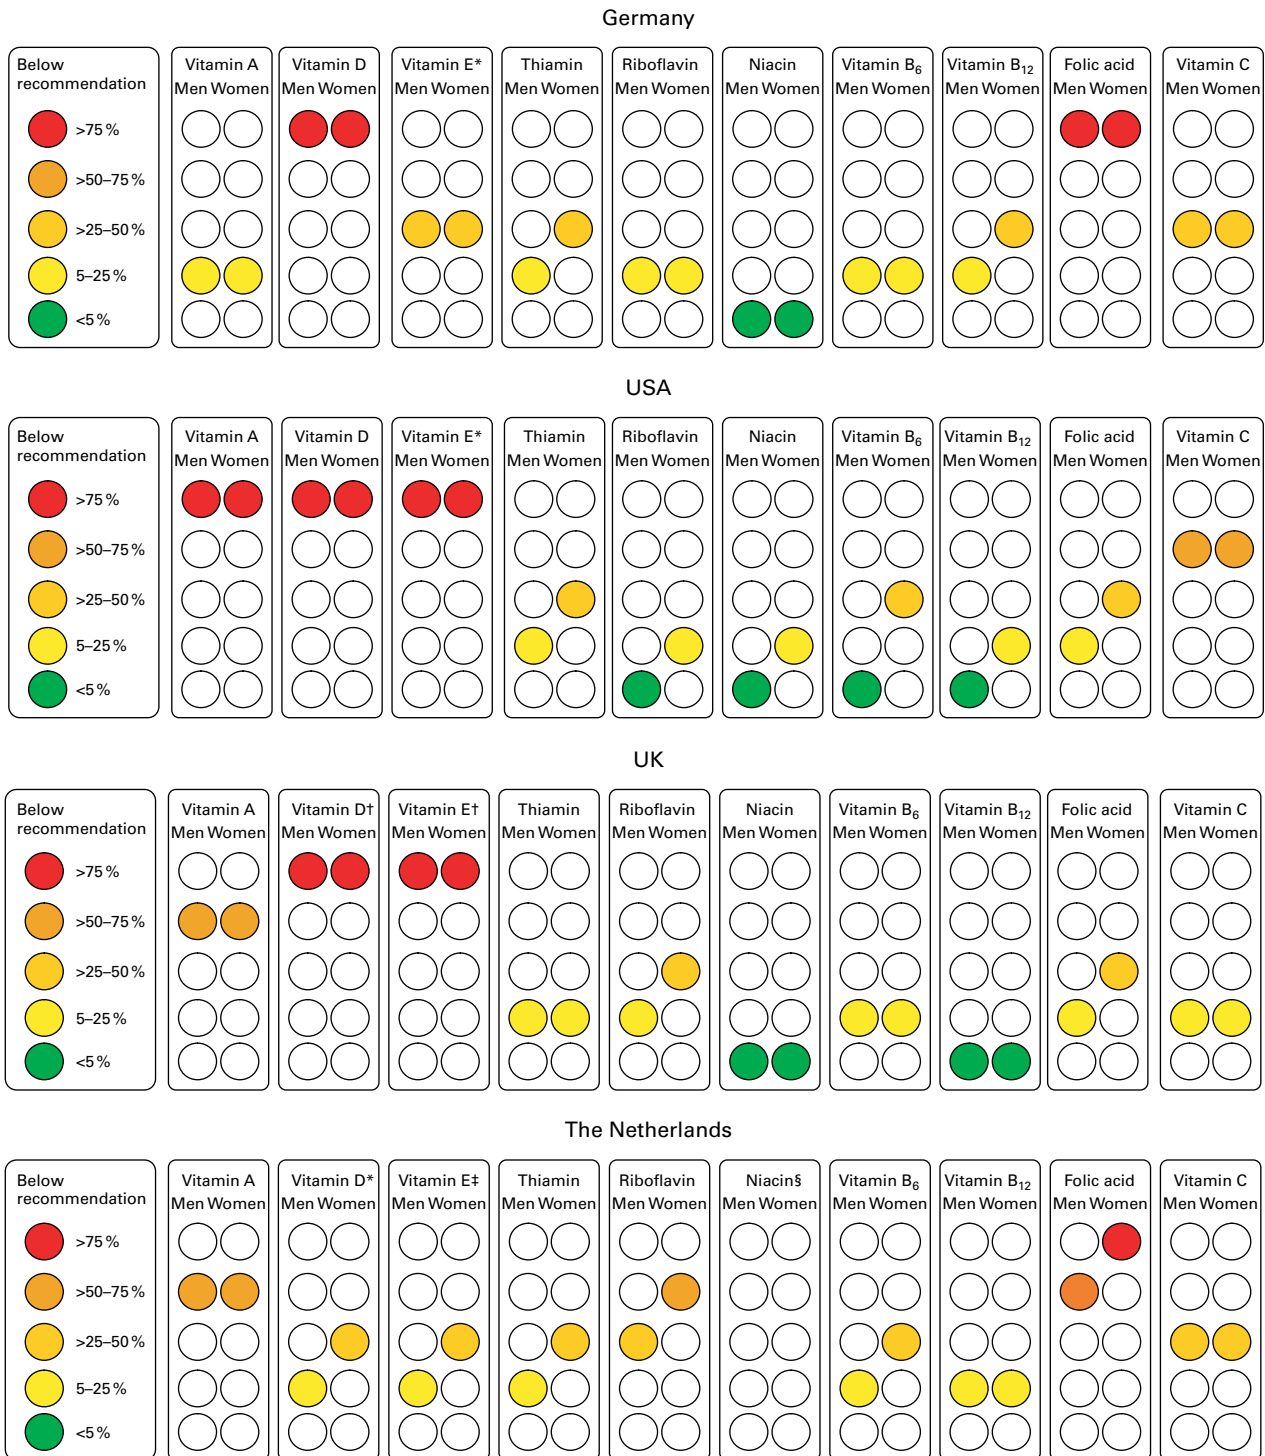 Germany
Below
recommendation
>75 %
>50–75 %
>25–50 %
5–25 %
<5 %
Vitamin A
Men Women
Vitamin D
Men Women
Vitamin E*
Men Women
Thiamin
Men Women
Riboflavin
Men Women
Niacin
Men Women
Vitamin B6
Men Women
Vitamin B12
Men Women
Folic acid
Men Women
Vitamin C
Men Women
USA
Below
recommendation
>75 %
>50–75 %
>25–50 %
5–25 %
<5 %
Vitamin A
Men Women
Vitamin D
Men Women
Vitamin E*
Men Women
Thiamin
Men Women
Riboflavin
Men Women
Niacin
Men Women
Vitamin B6
Men Women
Vitamin B12
Men Women
Folic acid
Men Women
Vitamin C
Men Women
UK
Below
recommendation
>75 %
>50–75 %
>25–50 %
5–25 %
<5 %
Vitamin A
Men Women
Vitamin D†
Men Women
Vitamin E†
Men Women
Thiamin
Men Women
Riboflavin
Men Women
Niacin
Men Women
Vitamin B6
Men Women
Vitamin B12
Men Women
Folic acid
Men Women
Vitamin C
Men Women
The Netherlands
Below
recommendation
>75 %
>50–75 %
>25–50 %
5–25 %
<5 %
Vitamin A
Men Women
Vitamin D*
Men Women
Vitamin E‡
Men Women
Thiamin
Men Women
Riboflavin
Men Women
Niacin§
Men Women
Vitamin B6
Men Women
Vitamin B12
Men Women
Folic acid
Men Women
Vitamin C
Men Women